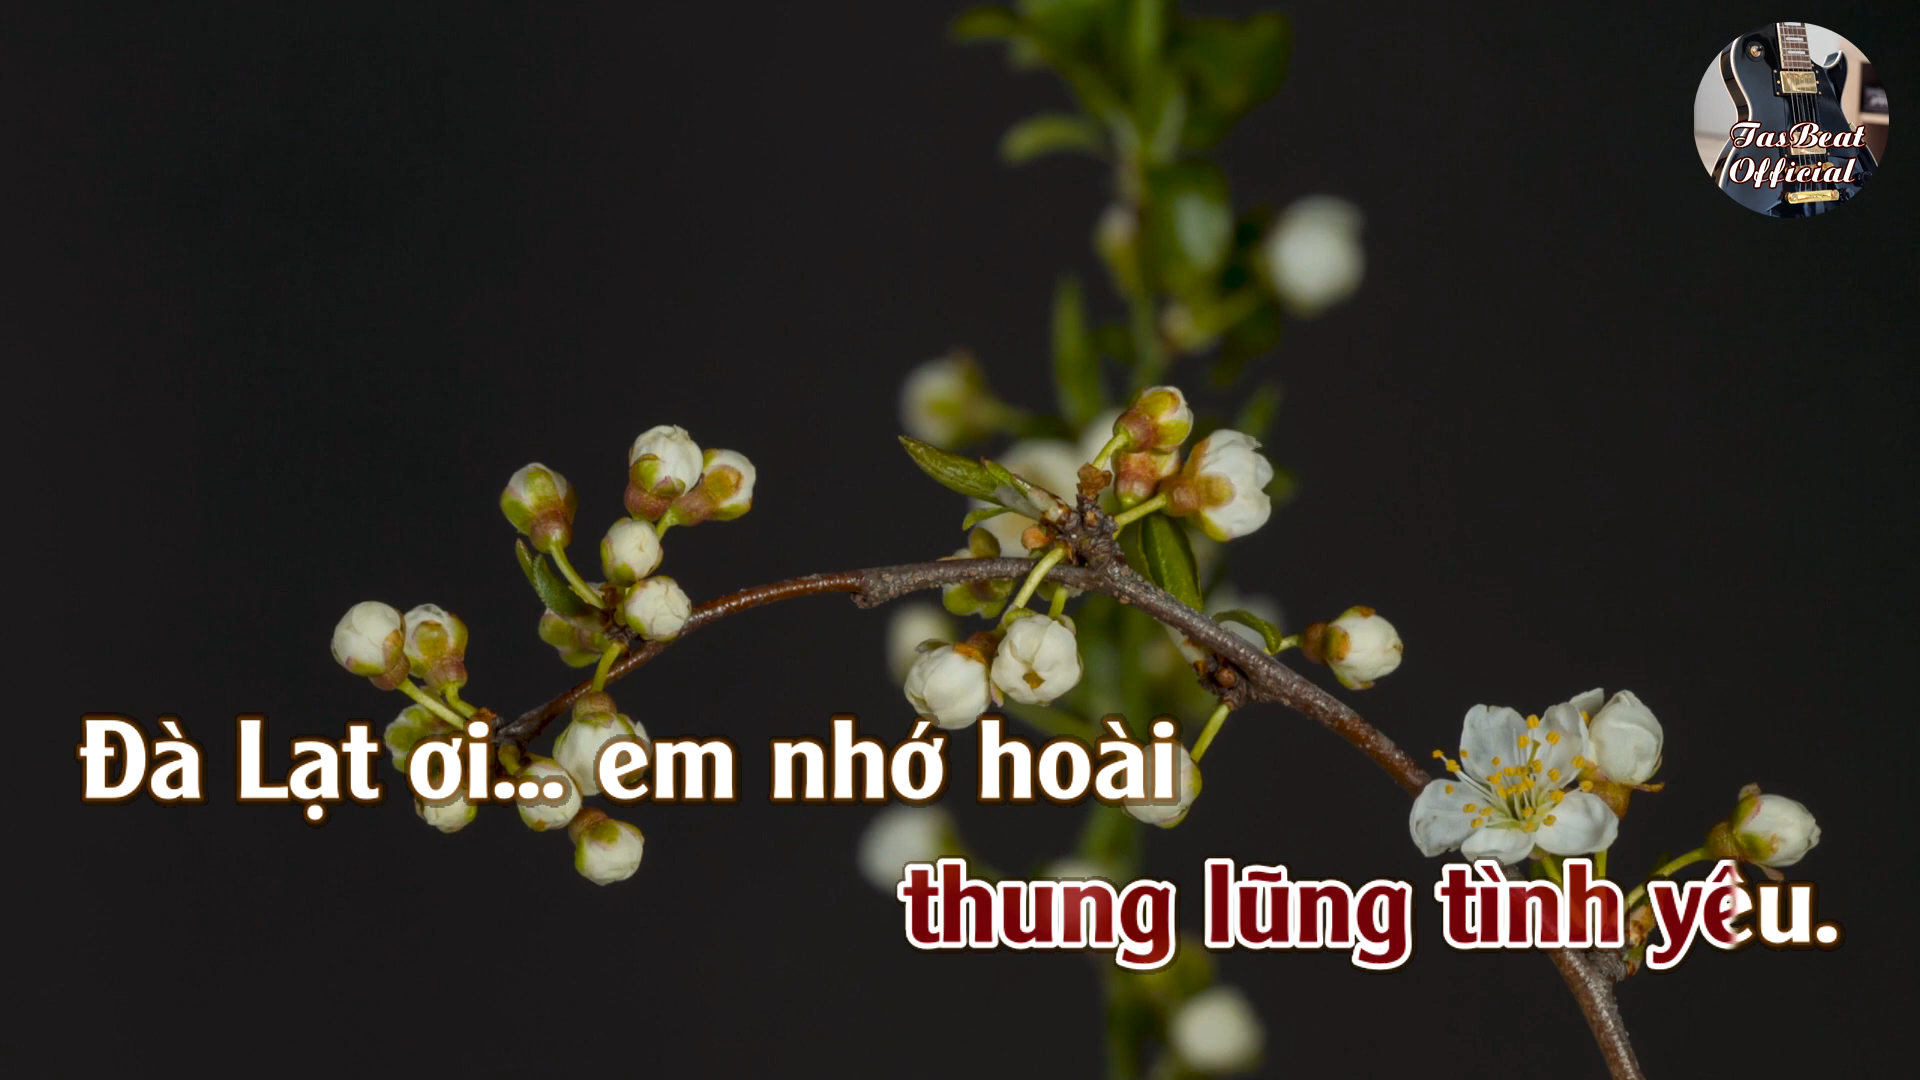 TasBeat
Official
Đà Lạt ơi... em nhớ hoài
thung lũng tình yêu.